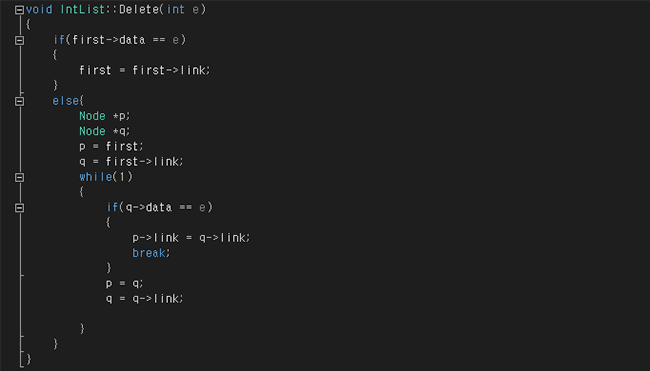 void IntList::Delete(int e)
{
if(first->data == e)
{
first = first->link;
}
else{
Node *p;
Node *q;
p = first;
q = first->link;
while(1)
{
if(q->data == e)
{
p->link = q->link;
break;
}
p = q;
q = q->link;
}
}
}